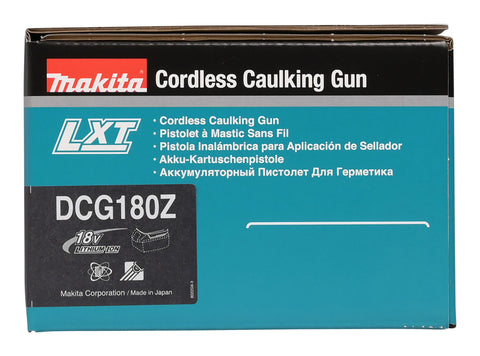 makita Cordless Caulking Gun
LXT
• Cordless Caulking Gun
• Pistolet à Mastic Sans Fil
• Pistola Inalámbrica para Aplicación de Sellador
• Akku-Kartuschenpistole
• Аккумуляторный Пистолет Для Герметика
DCG180Z
18V
LITHIUM-ION
Makita Corporation / Made in Japan